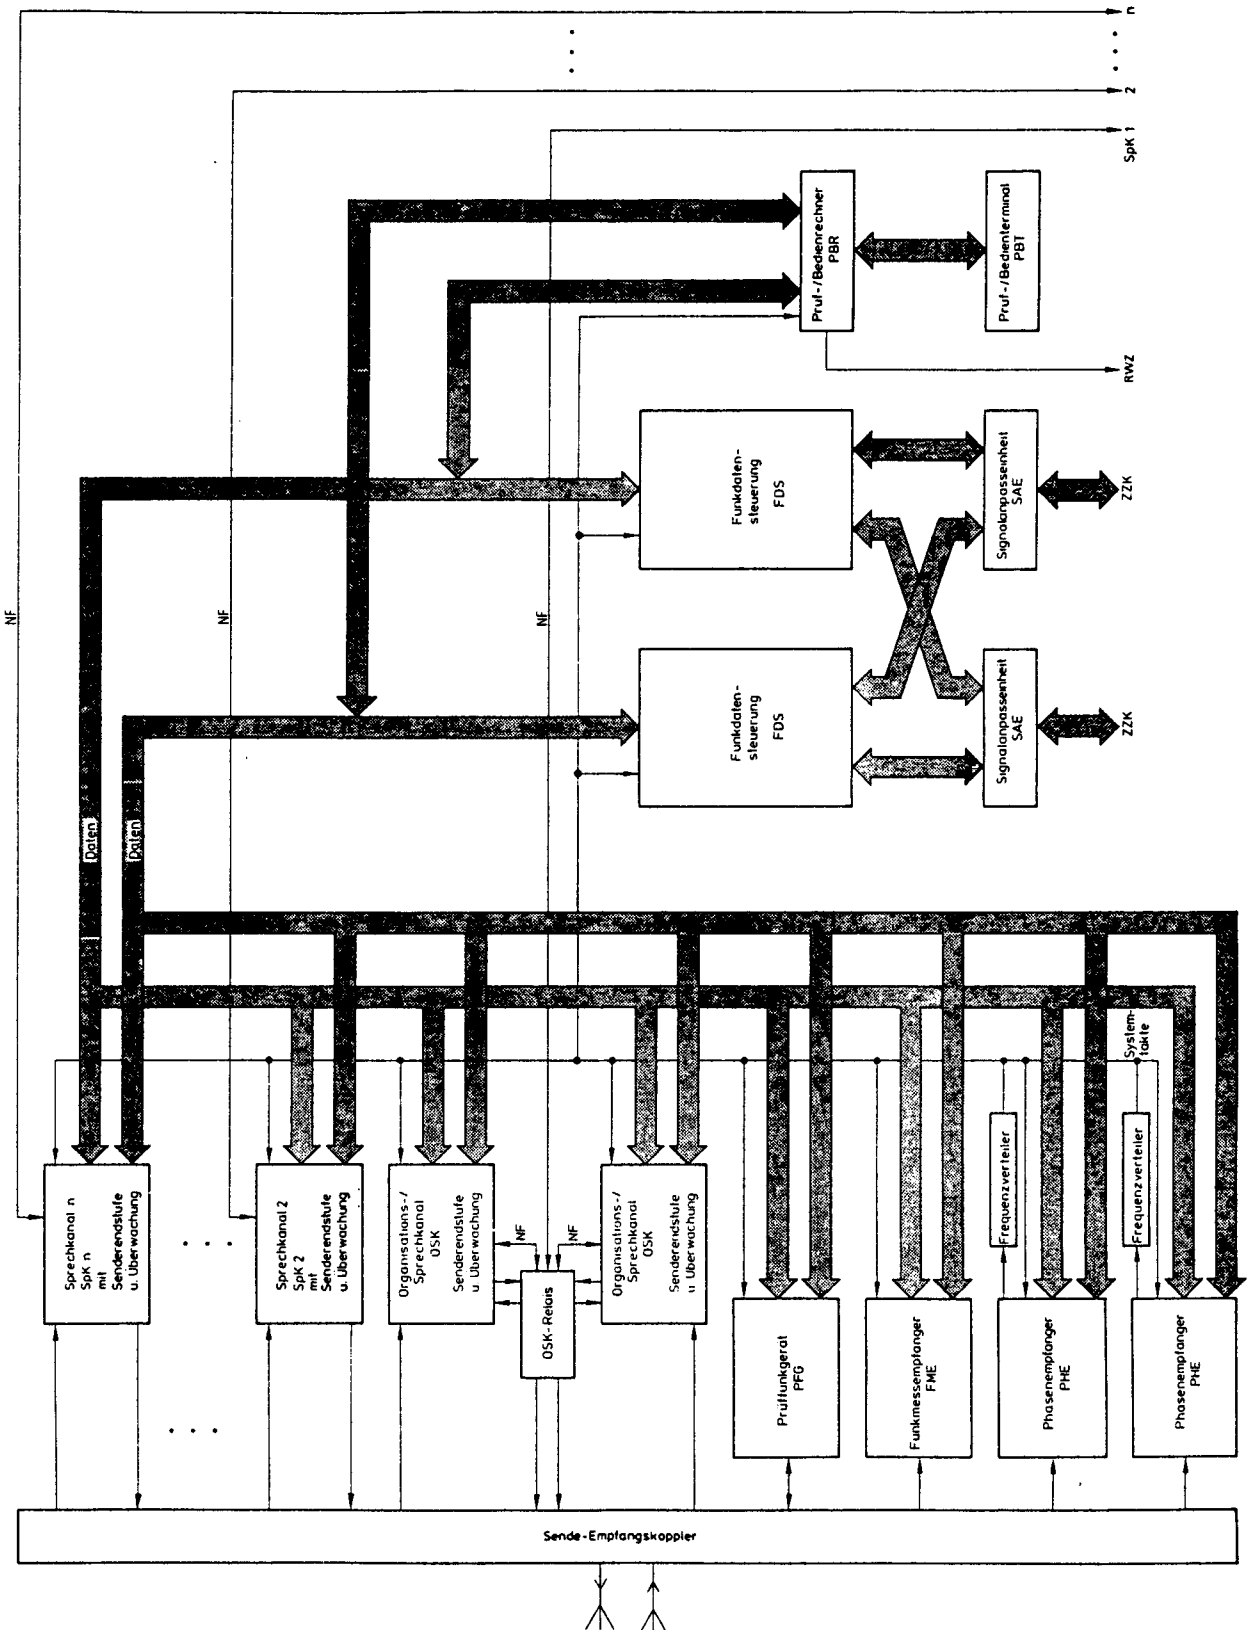 n
2
SpK 1
Prüf-/Bedienrechner
PBR
Prüf-/Bedienterminal
PBT
RWZ
Funkdaten-
steuerung
FDS
Signalanpasseinheit
SAE
ZZK
Funkdaten-
steuerung
FDS
Signalanpasseinheit
SAE
ZZK
NF
NF
NF
Daten
Daten
System-
takte
Sprechkanal n
SpK n
mit
Senderendstufe
u. Überwachung
Sprechkanal 2
SpK 2
mit
Senderendstufe
u. Überwachung
Organisations-/
Sprechkanal
OSK
Senderendstufe
u. Überwachung
NF
OSK-Relais
NF
Organisations-/
Sprechkanal
OSK
Senderendstufe
u. Überwachung
Frequenzverteiler
Frequenzverteiler
Prüffunkgerät
PFG
Funkmessempfänger
FME
Phasenempfänger
PHE
Phasenempfänger
PHE
Sende-Empfangskoppler